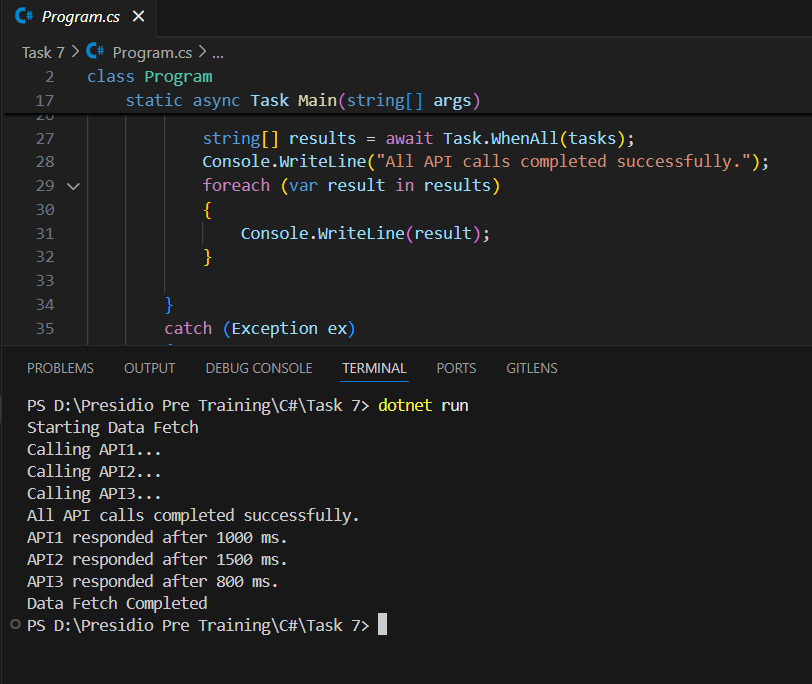 C# Program.cs ×
Task 7 > C# Program.cs > ...
2 class Program
17 static async Task Main(string[] args)
27 string[] results = await Task.WhenAll(tasks);
28 Console.WriteLine("All API calls completed successfully.");
29 foreach (var result in results)
30 {
31 Console.WriteLine(result);
32 }
33
34 }
35 catch (Exception ex)
PROBLEMS OUTPUT DEBUG CONSOLE TERMINAL PORTS GITLENS
PS D:\Presidio Pre Training\C#\Task 7> dotnet run
Starting Data Fetch
Calling API1...
Calling API2...
Calling API3...
All API calls completed successfully.
API1 responded after 1000 ms.
API2 responded after 1500 ms.
API3 responded after 800 ms.
Data Fetch Completed
PS D:\Presidio Pre Training\C#\Task 7>